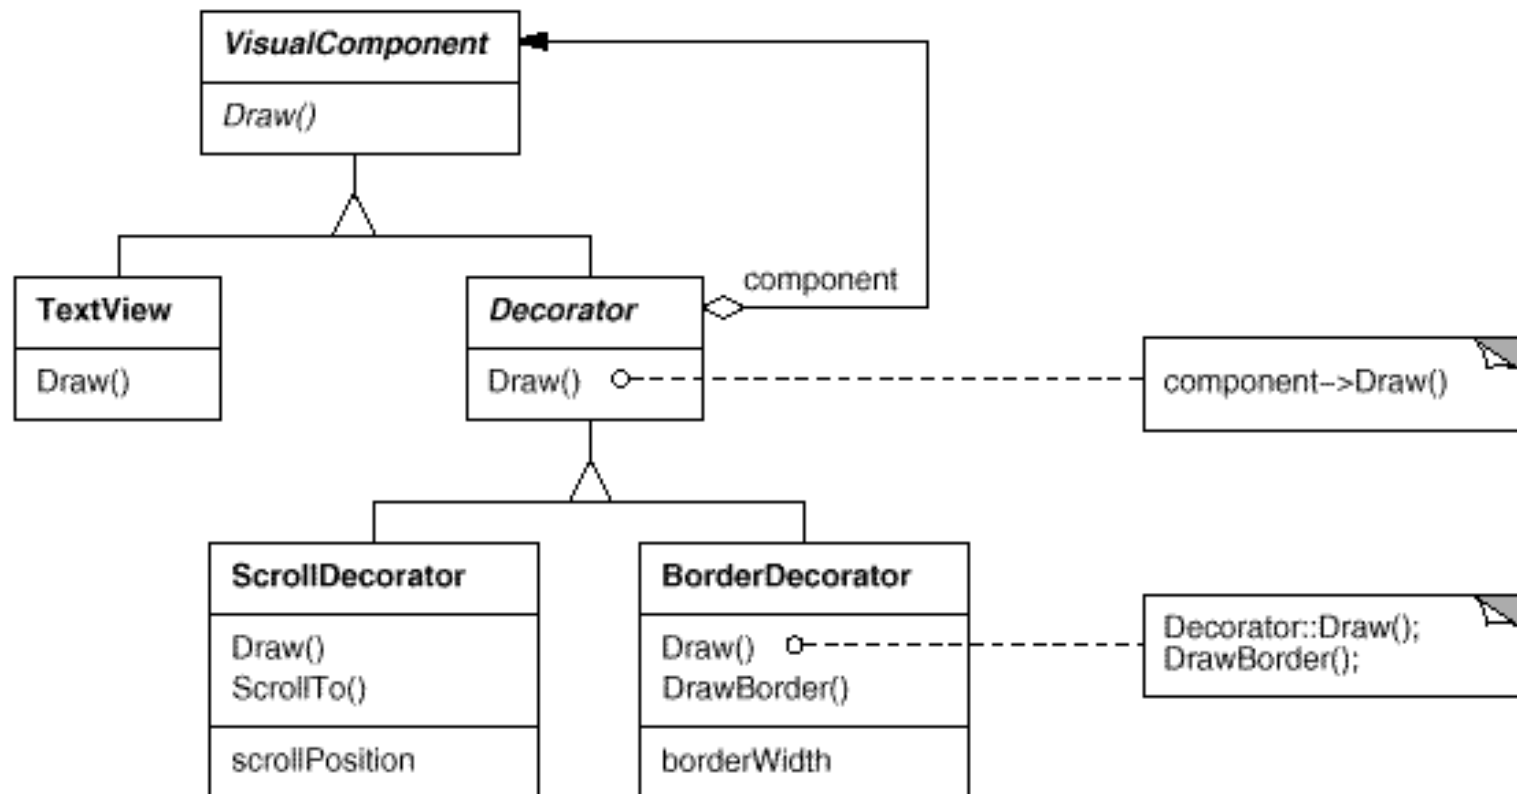 VisualComponent
Draw()
component
TextView
Draw()
Decorator
Draw()
component->Draw()
ScrollDecorator
Draw()
ScrollTo()
scrollPosition
BorderDecorator
Draw()
DrawBorder()
borderWidth
Decorator::Draw();
DrawBorder();